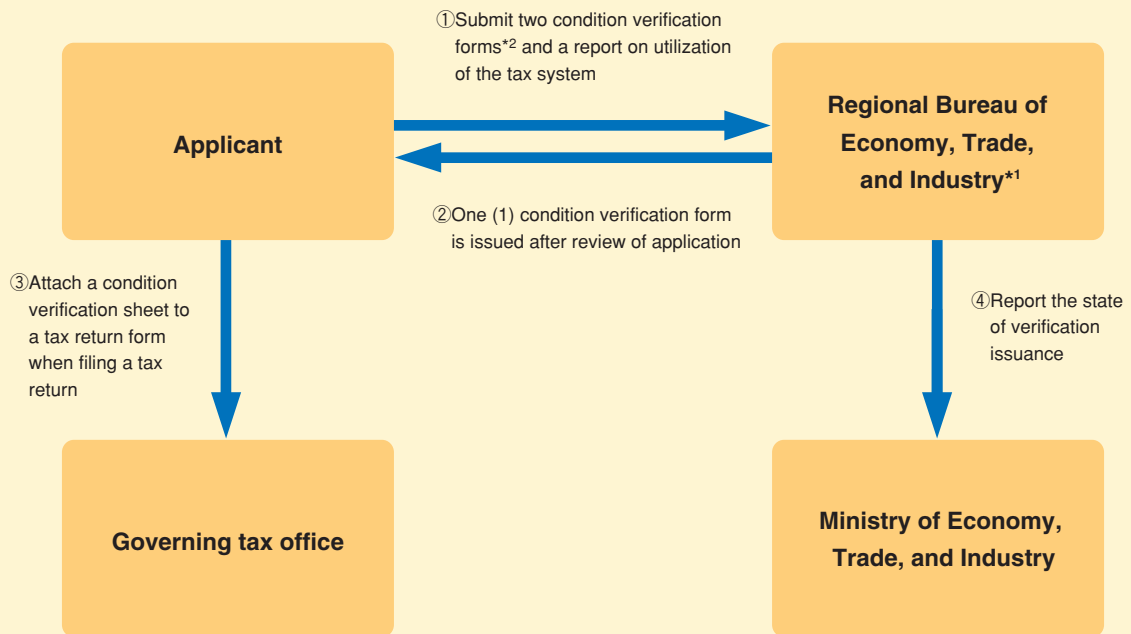 ①Submit two condition verification
forms*2 and a report on utilization
of the tax system
Applicant
Regional Bureau of
Economy, Trade,
and Industry*1
②One (1) condition verification form
is issued after review of application
③Attach a condition
verification sheet to
a tax return form
when filing a tax
return
④Report the state
of verification
issuance
Governing tax office
Ministry of Economy,
Trade, and Industry